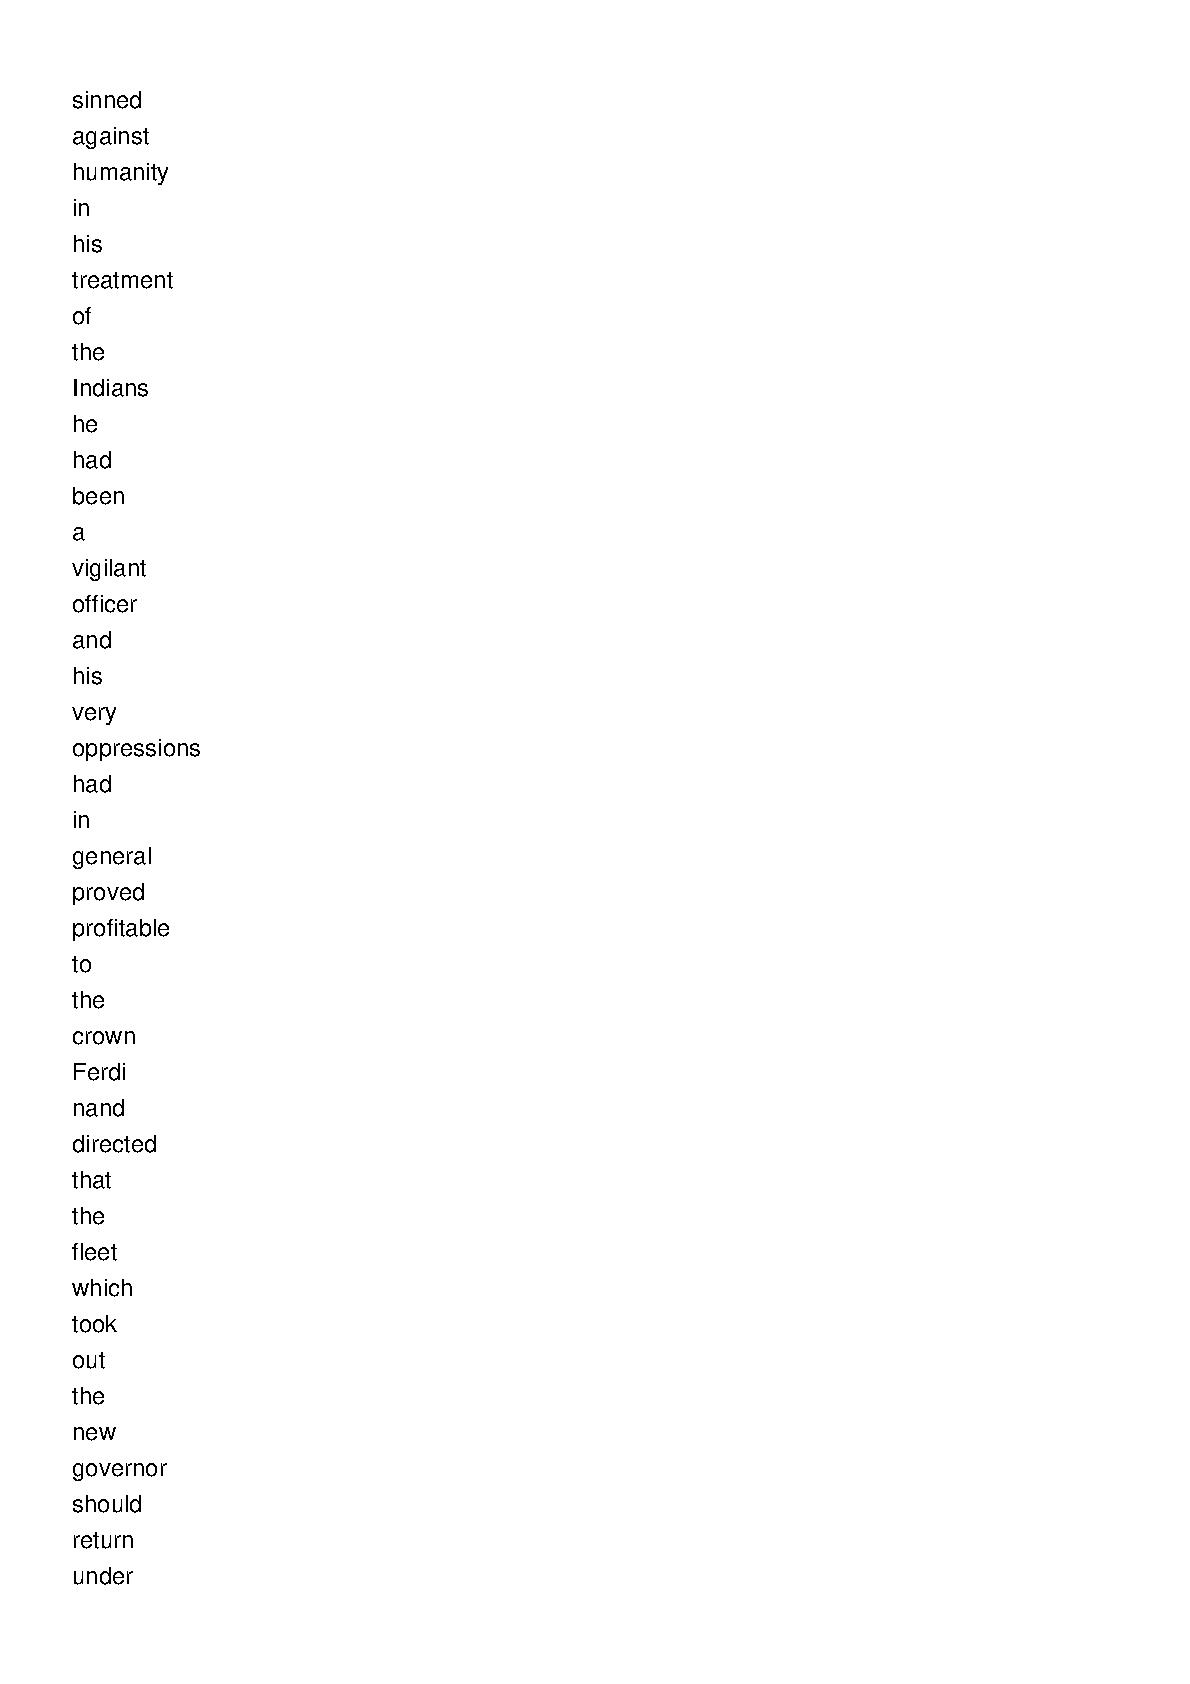 sinned
against
humanity
in
his
treatment
of
the
Indians
he
had
been
a
vigilant
officer
and
his
very
oppressions
had
in
general
proved
profitable
to
the
crown
Ferdi
nand
directed
that
the
fleet
which
took
out
the
new
governor
should
return
under